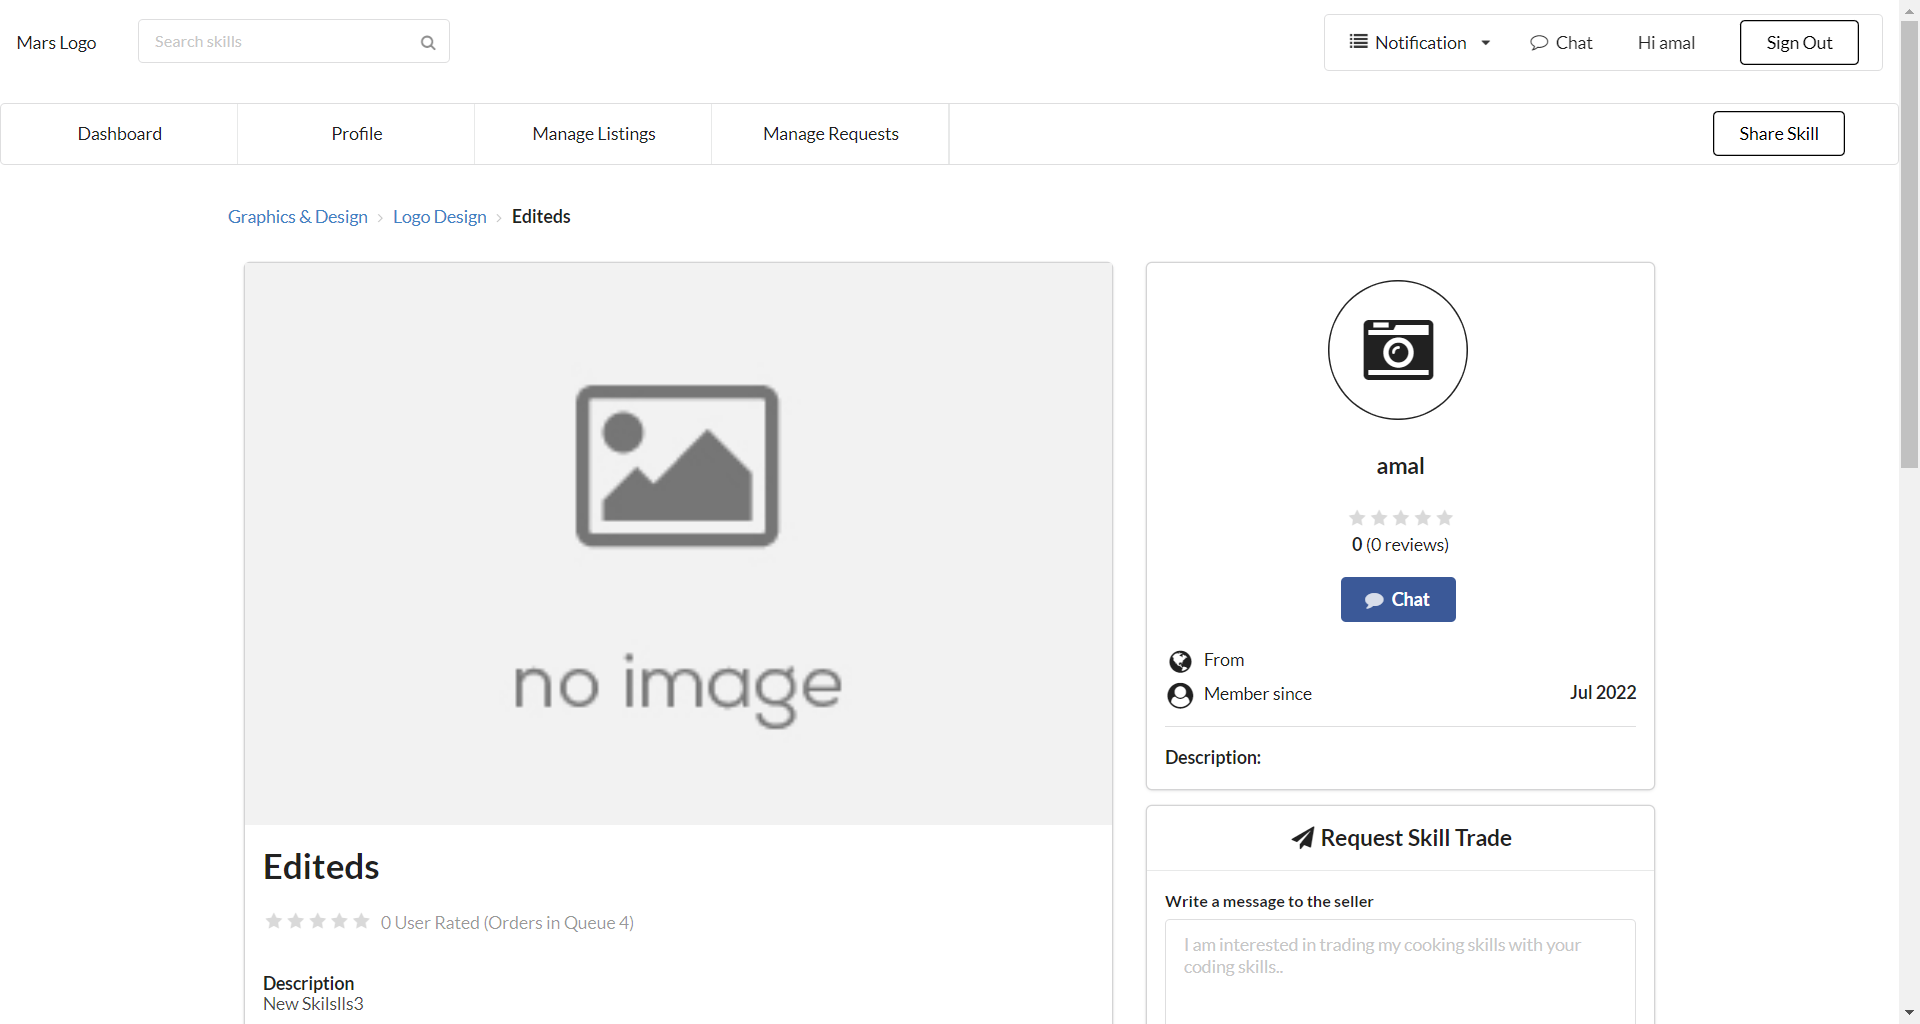 Mars Logo
Search skills
Notification
Chat
Hi amal
Sign Out
Dashboard
Profile
Manage Listings
Manage Requests
Share Skill
Graphics & Design › Logo Design › Editeds
no image
Editeds
0 User Rated (Orders in Queue 4)
Description
New Skilslls3
amal
0 (0 reviews)
Chat
From
Member since Jul 2022
Description:
Request Skill Trade
Write a message to the seller
I am interested in trading my cooking skills with your
coding skills..